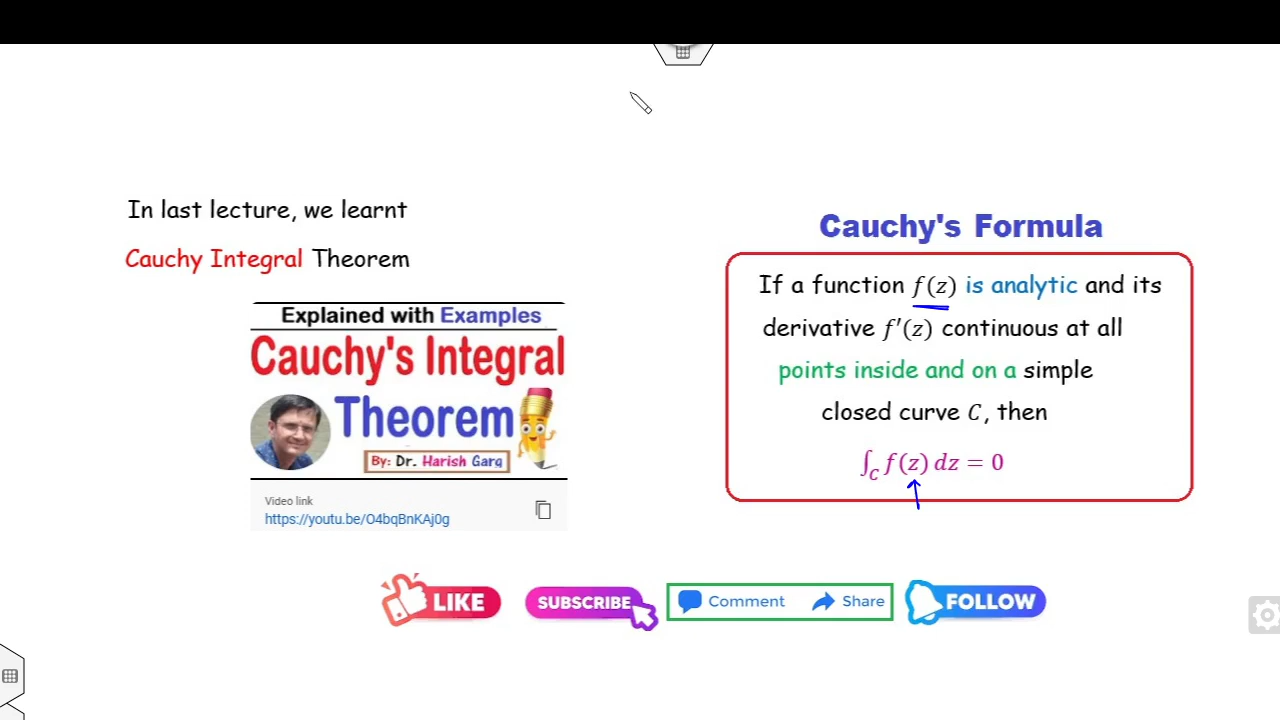 In last lecture, we learnt
Cauchy Integral Theorem
Explained with Examples
Cauchy's Integral
Theorem
By: Dr. Harish Garg
Video link
https://youtu.be/O4bqBnKAj0g
Cauchy's Formula
If a function f(z) is analytic and its
derivative f′(z) continuous at all
points inside and on a simple
closed curve C, then
∫_C f(z) dz = 0
LIKE
SUBSCRIBE
Comment Share
FOLLOW